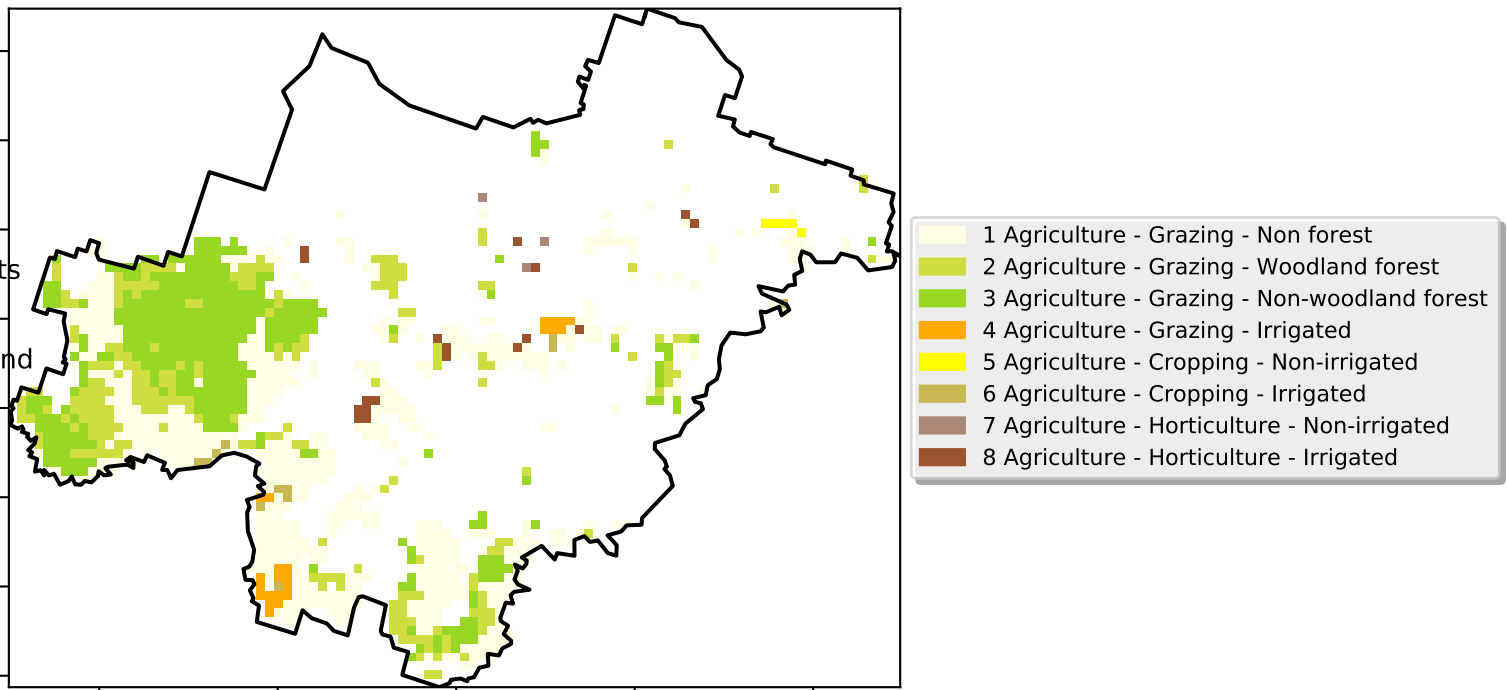 ts
nd
1 Agriculture - Grazing - Non forest
2 Agriculture - Grazing - Woodland forest
3 Agriculture - Grazing - Non-woodland forest
4 Agriculture - Grazing - Irrigated
5 Agriculture - Cropping - Non-irrigated
6 Agriculture - Cropping - Irrigated
7 Agriculture - Horticulture - Non-irrigated
8 Agriculture - Horticulture - Irrigated